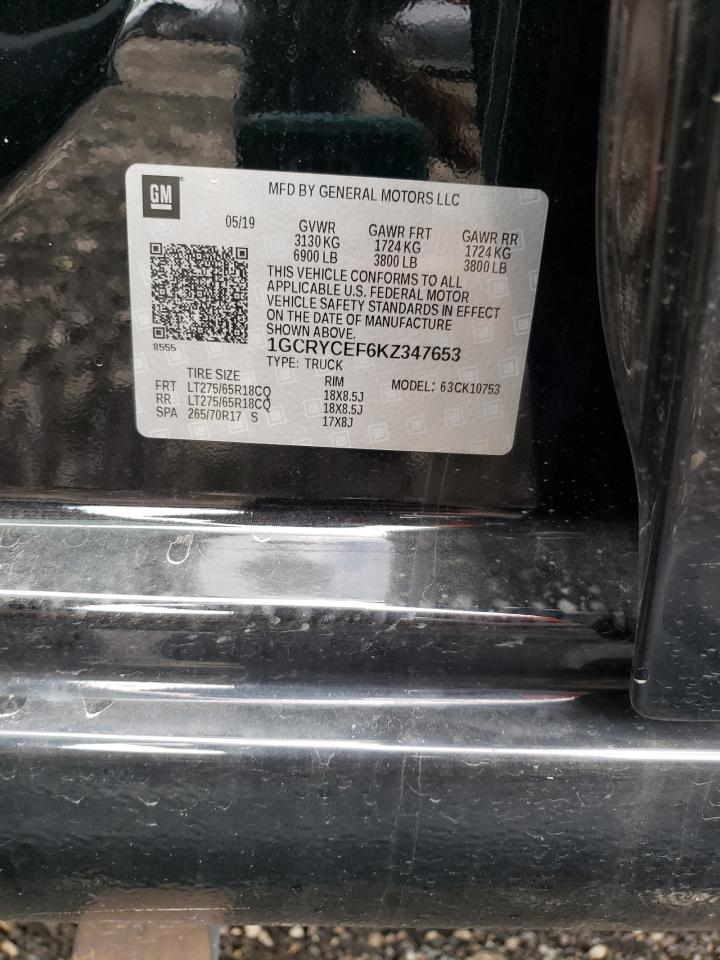 GM
MFD BY GENERAL MOTORS LLC
05/19 GVWR GAWR FRT GAWR RR
3130 KG 1724 KG 1724 KG
6900 LB 3800 LB 3800 LB
THIS VEHICLE CONFORMS TO ALL
APPLICABLE U.S. FEDERAL MOTOR
VEHICLE SAFETY STANDARDS IN EFFECT
ON THE DATE OF MANUFACTURE
SHOWN ABOVE.
8555
1GCRYCEF6KZ347653
TYPE: TRUCK
TIRE SIZE RIM MODEL: 63CK10753
FRT LT275/65R18CQ 18X8.5J
RR LT275/65R18CQ 18X8.5J
SPA 265/70R17 S 17X8J